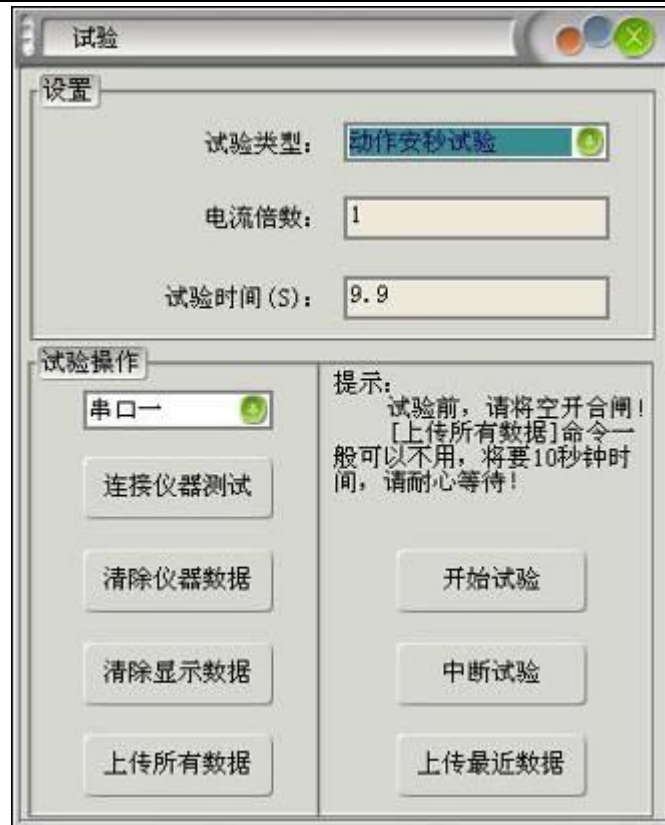 试验
设置
试验类型: 动作安秒试验
电流倍数: 1
试验时间(S): 9.9
试验操作
串口一
连接仪器测试
清除仪器数据
清除显示数据
上传所有数据
提示:
试验前, 请将空开合闸!
[上传所有数据]命令一
般可以不用, 将要10秒钟时
间, 请耐心等待!
开始试验
中断试验
上传最近数据